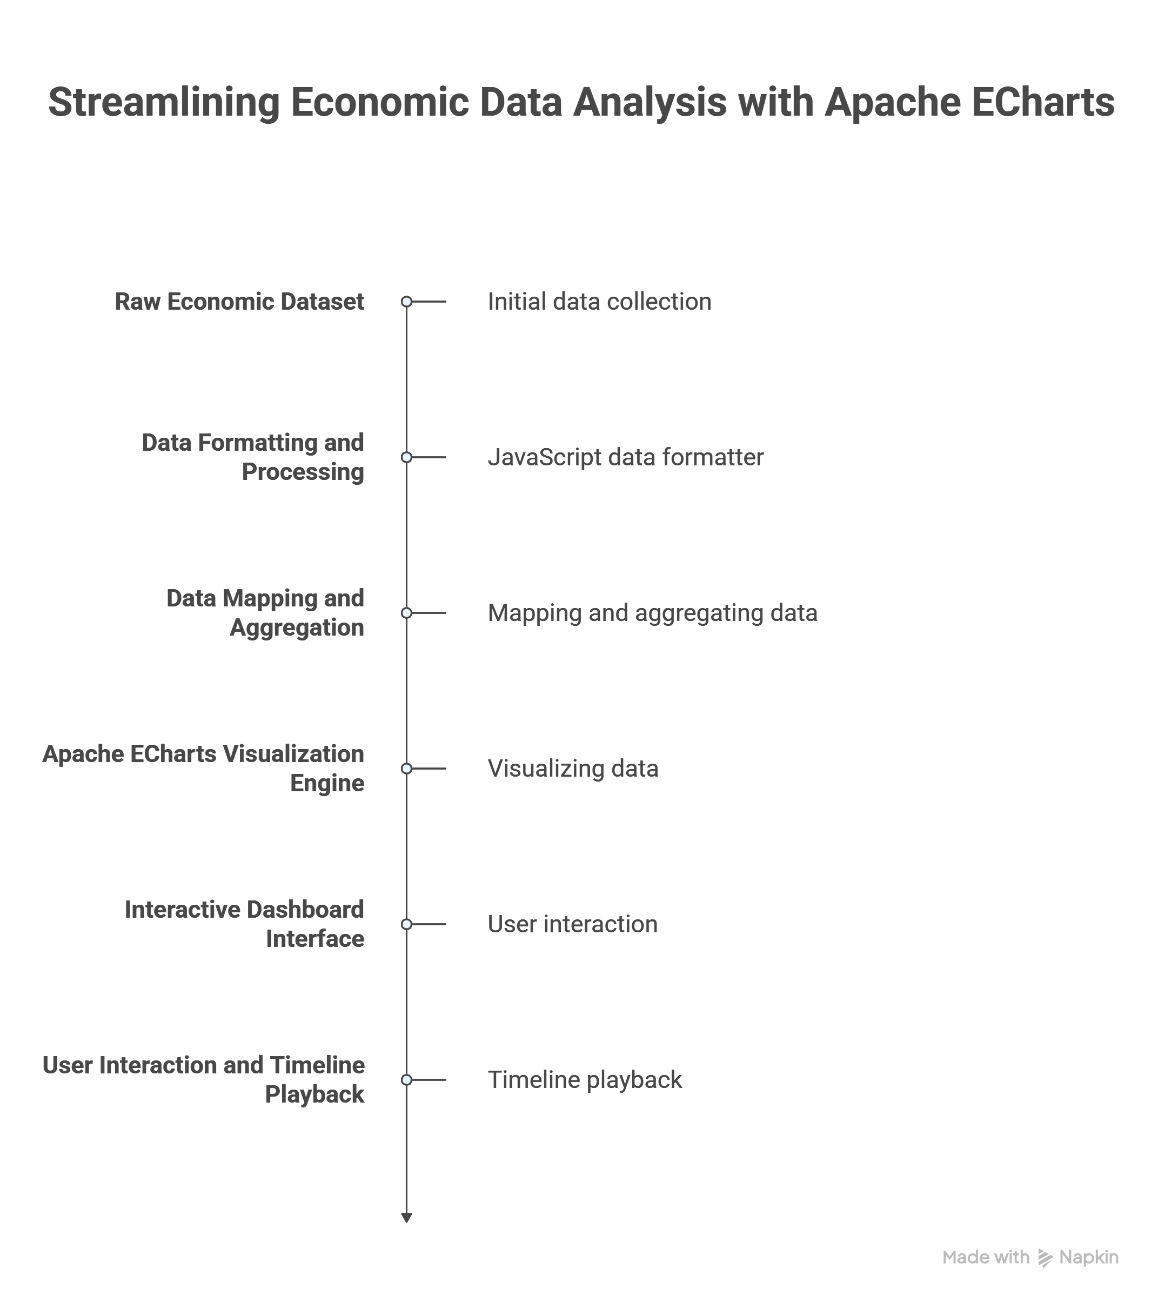 Streamlining Economic Data Analysis with Apache ECharts
Raw Economic Dataset
Initial data collection
Data Formatting and
Processing
JavaScript data formatter
Data Mapping and
Aggregation
Mapping and aggregating data
Apache ECharts Visualization
Engine
Visualizing data
Interactive Dashboard
Interface
User interaction
User Interaction and Timeline
Playback
Timeline playback
Made with Napkin